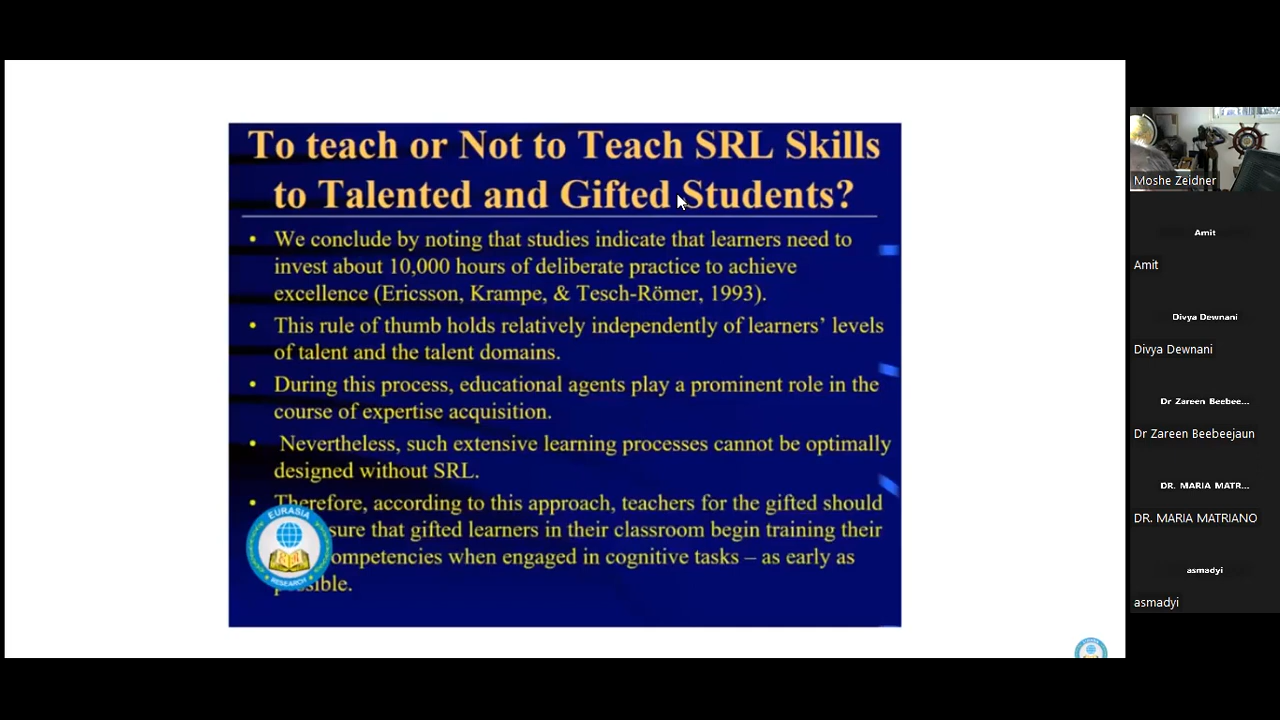 To teach or Not to Teach SRL Skills
to Talented and Gifted Students?
• We conclude by noting that studies indicate that learners need to
invest about 10,000 hours of deliberate practice to achieve
excellence (Ericsson, Krampe, & Tesch-Römer, 1993).
• This rule of thumb holds relatively independently of learners’ levels
of talent and the talent domains.
• During this process, educational agents play a prominent role in the
course of expertise acquisition.
• Nevertheless, such extensive learning processes cannot be optimally
designed without SRL.
• Therefore, according to this approach, teachers for the gifted should
sure that gifted learners in their classroom begin training their
ompetencies when engaged in cognitive tasks – as early as
sible.
EURASIA
RESEARCH
Moshe Zeidner
Amit
Amit
Divya Dewnani
Divya Dewnani
Dr Zareen Beebee...
Dr Zareen Beebeejaun
DR. MARIA MATR...
DR. MARIA MATRIANO
asmadyi
asmadyi